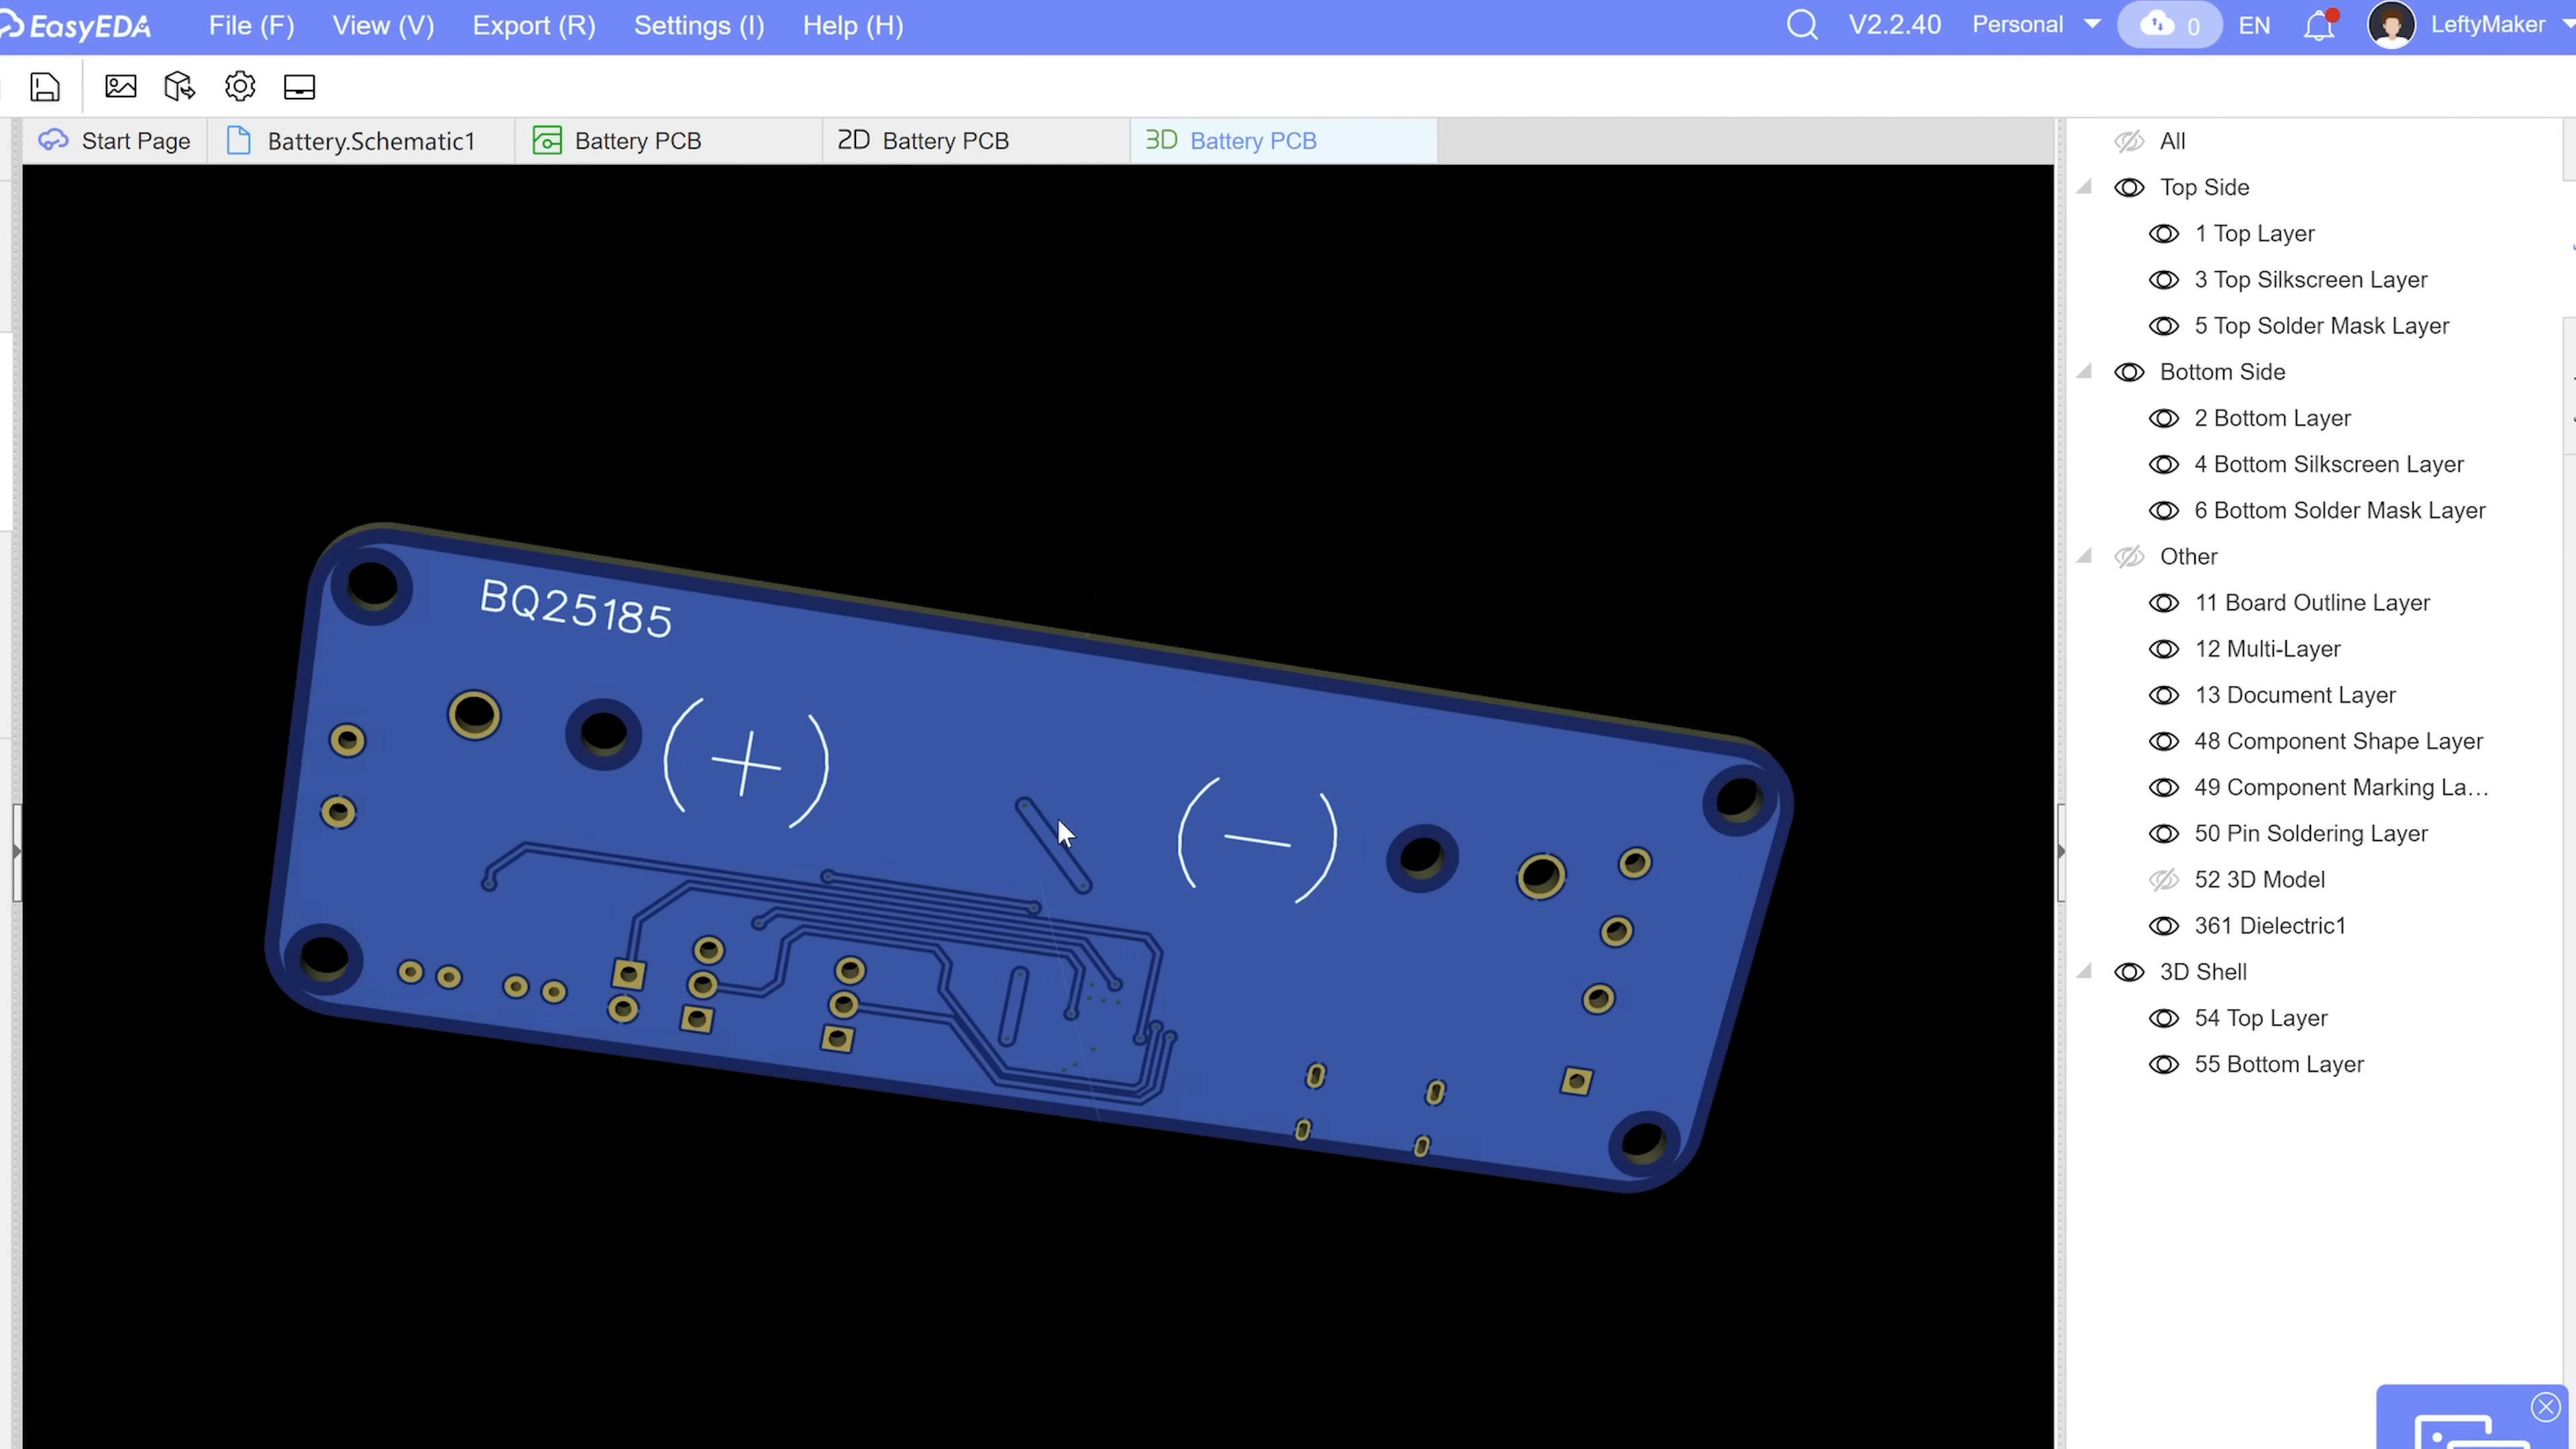 EasyEDA File (F) View (V) Export (R) Settings (I) Help (H) V2.2.40 Personal 0 EN LeftyMaker
Start Page Battery.Schematic1 Battery PCB 2D Battery PCB 3D Battery PCB
All
Top Side
1 Top Layer
3 Top Silkscreen Layer
5 Top Solder Mask Layer
Bottom Side
2 Bottom Layer
4 Bottom Silkscreen Layer
6 Bottom Solder Mask Layer
Other
11 Board Outline Layer
12 Multi-Layer
13 Document Layer
48 Component Shape Layer
49 Component Marking La...
50 Pin Soldering Layer
52 3D Model
361 Dielectric1
3D Shell
54 Top Layer
55 Bottom Layer
BQ25185
(+) (−)